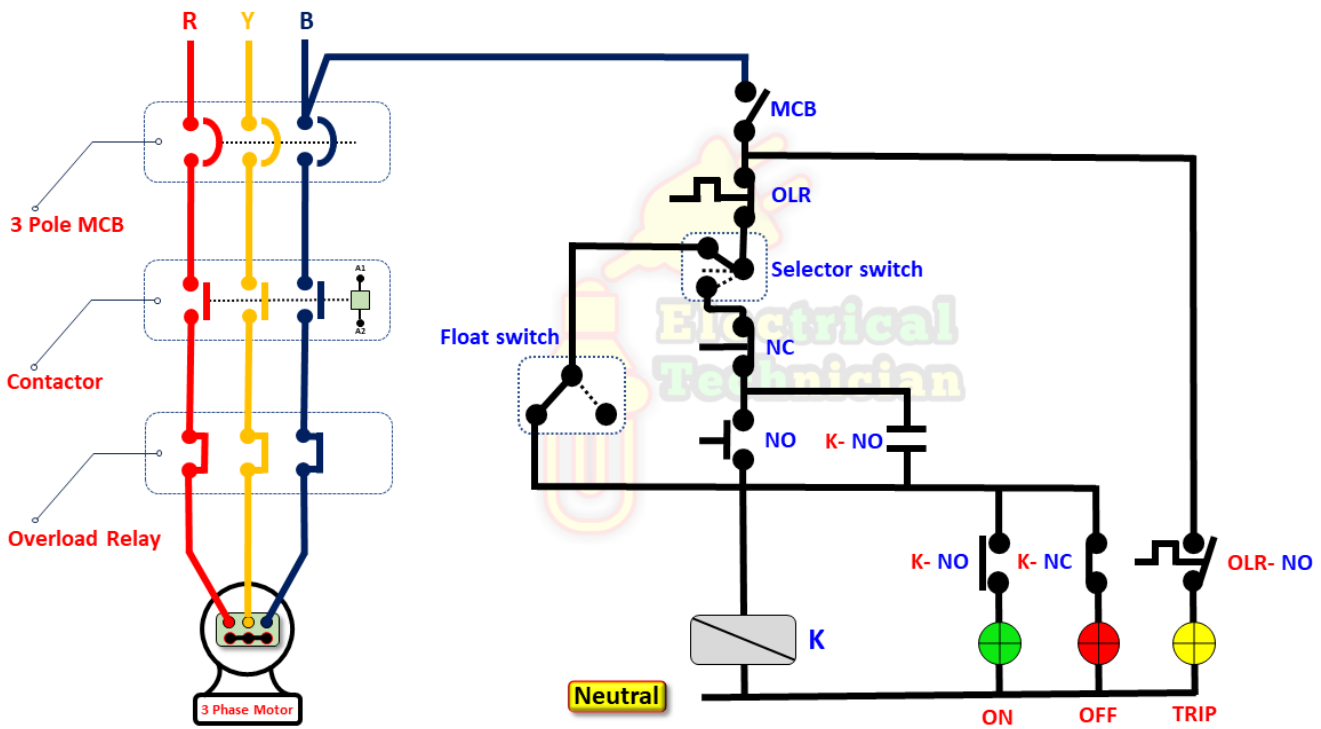 R Y B
MCB
3 Pole MCB
OLR
Selector switch
A1
A2
Contactor
Float switch
Electrical
Technician
NC
NO
K- NO
Overload Relay
K- NO
K- NC
OLR- NO
K
Neutral
3 Phase Motor
ON
OFF
TRIP